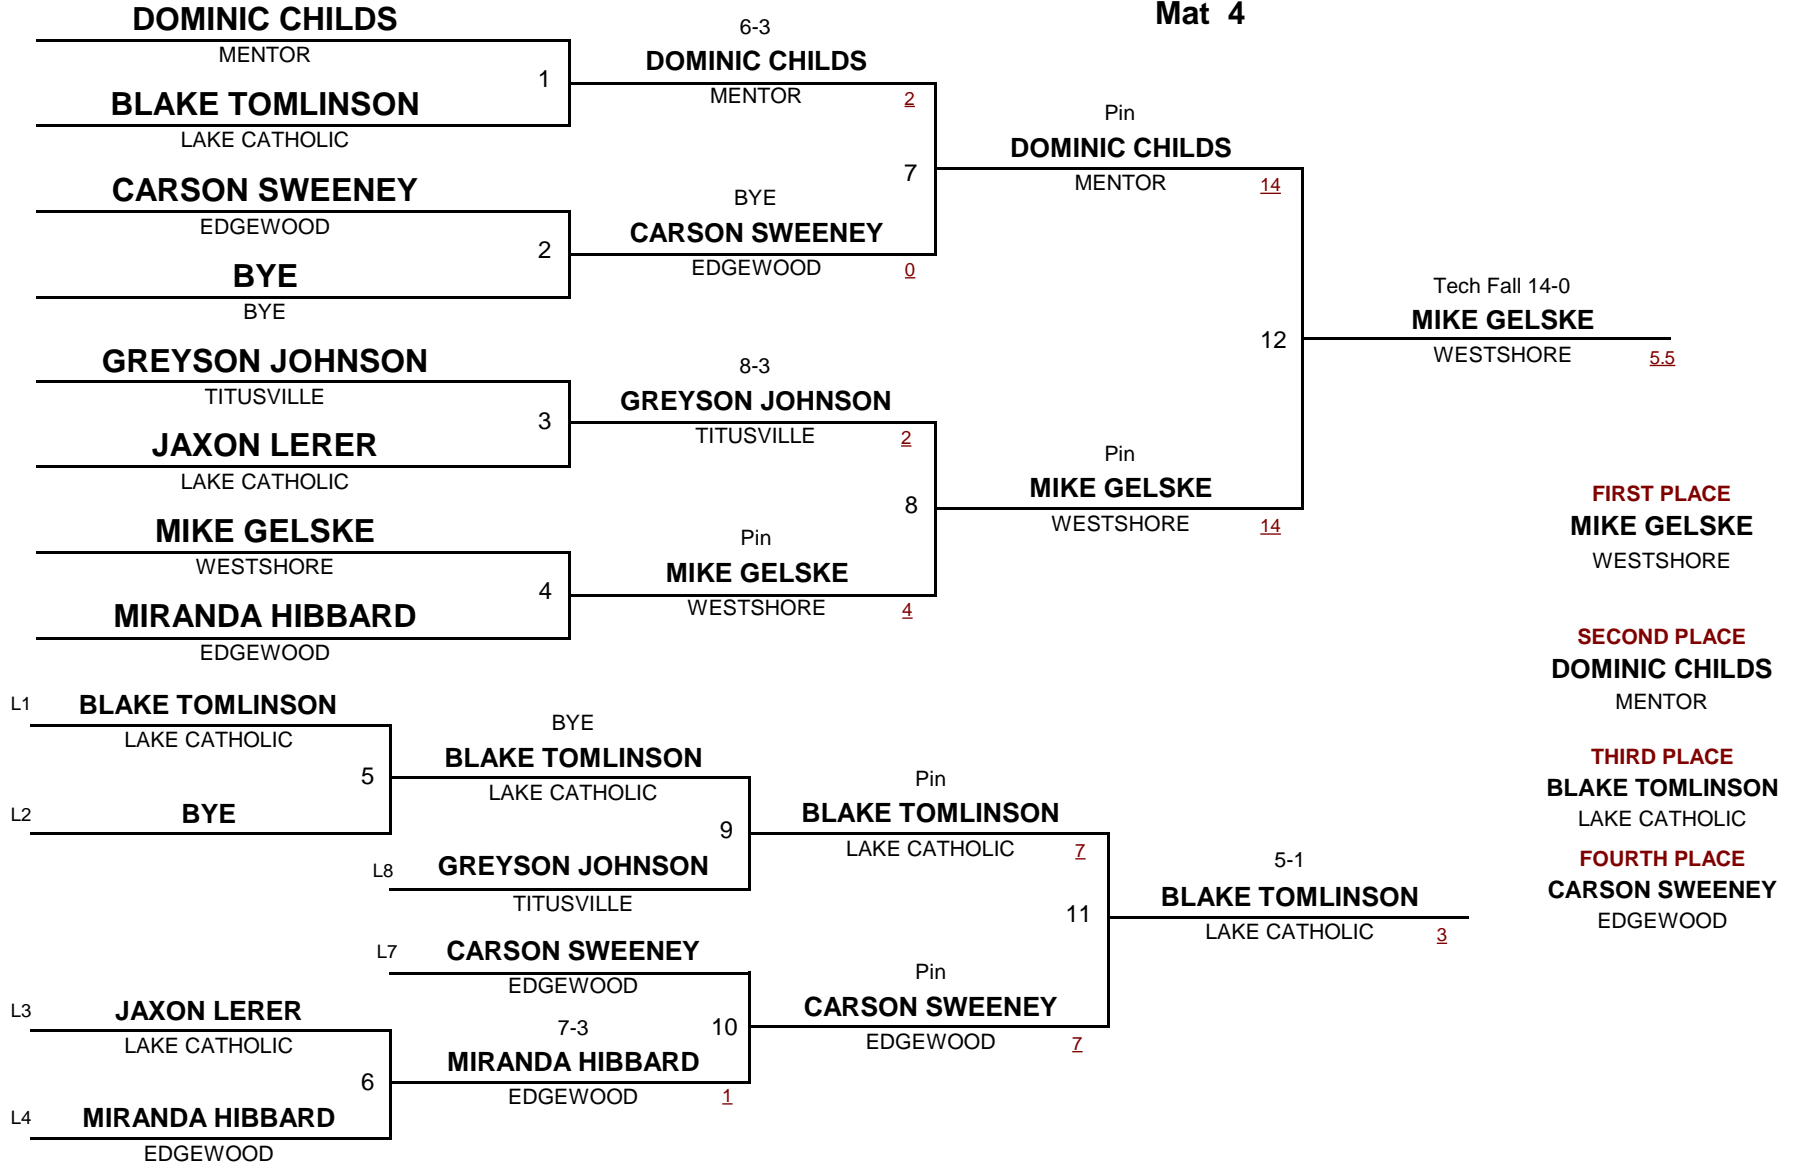 Mat 4
DOMINIC CHILDS
MENTOR
1
BLAKE TOMLINSON
LAKE CATHOLIC
CARSON SWEENEY
EDGEWOOD
2
BYE
BYE
GREYSON JOHNSON
TITUSVILLE
3
JAXON LERER
LAKE CATHOLIC
MIKE GELSKE
WESTSHORE
4
MIRANDA HIBBARD
EDGEWOOD
6-3
DOMINIC CHILDS
MENTOR 2
7
BYE
CARSON SWEENEY
EDGEWOOD 0
8-3
GREYSON JOHNSON
TITUSVILLE 2
8
Pin
MIKE GELSKE
WESTSHORE 4
Pin
DOMINIC CHILDS
MENTOR 14
12
Pin
MIKE GELSKE
WESTSHORE 14
Tech Fall 14-0
MIKE GELSKE
WESTSHORE 5.5
FIRST PLACE
MIKE GELSKE
WESTSHORE
SECOND PLACE
DOMINIC CHILDS
MENTOR
THIRD PLACE
BLAKE TOMLINSON
LAKE CATHOLIC
FOURTH PLACE
CARSON SWEENEY
EDGEWOOD
L1 BLAKE TOMLINSON
LAKE CATHOLIC
5
L2 BYE
L3 JAXON LERER
LAKE CATHOLIC
6
L4 MIRANDA HIBBARD
EDGEWOOD
BYE
BLAKE TOMLINSON
LAKE CATHOLIC
9
L8 GREYSON JOHNSON
TITUSVILLE
L7 CARSON SWEENEY
EDGEWOOD
7-3 10
MIRANDA HIBBARD
EDGEWOOD 1
Pin
BLAKE TOMLINSON
LAKE CATHOLIC 7
11
Pin
CARSON SWEENEY
EDGEWOOD 7
5-1
BLAKE TOMLINSON
LAKE CATHOLIC 3